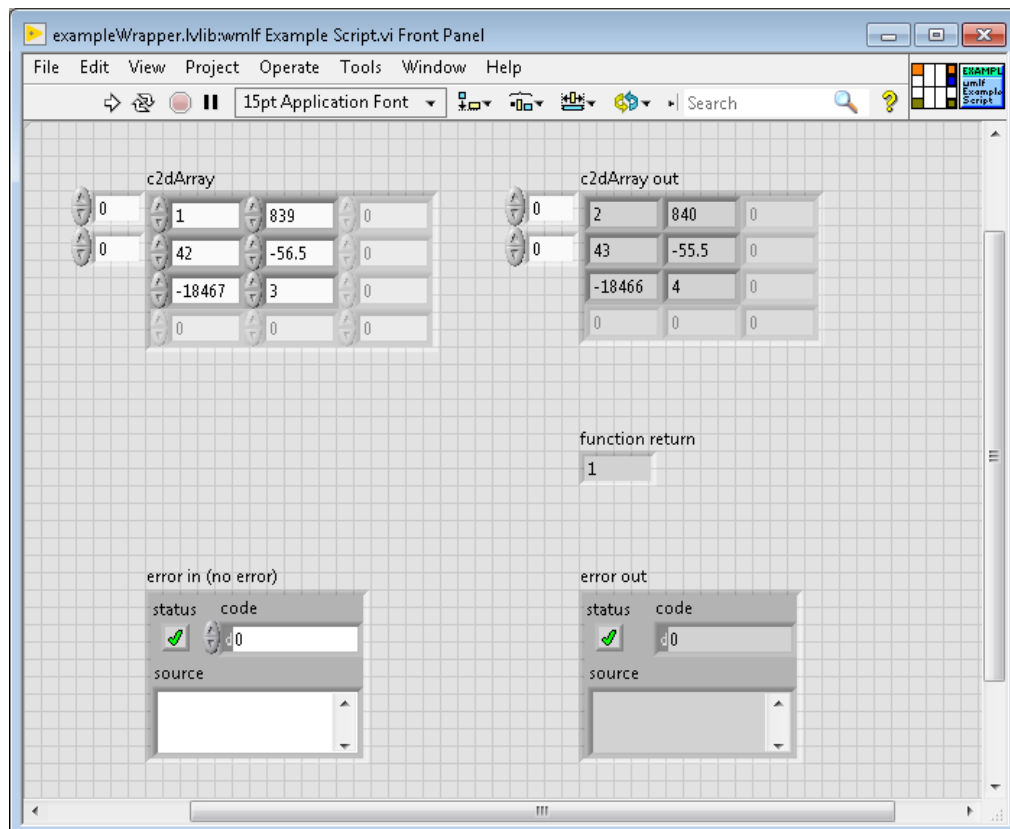 exampleWrapper.lvlib:wmlf Example Script.vi Front Panel
File Edit View Project Operate Tools Window Help
15pt Application Font Search
EXAMPL
wmlf
Example
Script
c2dArray c2dArray out
0 1 839 0 0 2 840 0
0 42 -56.5 0 0 43 -55.5 0
-18467 3 0 -18466 4 0
0 0 0 0 0 0
function return
1
error in (no error) error out
status code status code
d 0 d 0
source source